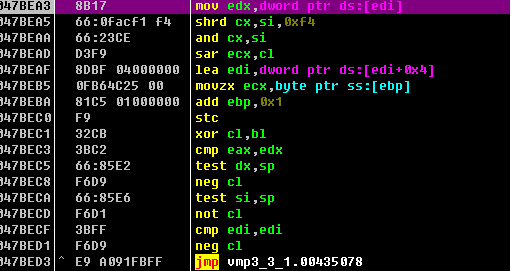 047BEA3 8B17 mov edx,dword ptr ds:[edi]
047BEA5 66:0facf1 f4 shrd cx,si,0xf4
047BEAA 66:23CE and cx,si
047BEAD D3F9 sar ecx,cl
047BEAF 8DBF 04000000 lea edi,dword ptr ds:[edi+0x4]
047BEB5 0FB64C25 00 movzx ecx,byte ptr ss:[ebp]
047BEBA 81C5 01000000 add ebp,0x1
047BEC0 F9 stc
047BEC1 32CB xor cl,bl
047BEC3 3BC2 cmp eax,edx
047BEC5 66:85E2 test dx,sp
047BEC8 F6D9 neg cl
047BECA 66:85E6 test si,sp
047BECD F6D1 not cl
047BECF 3BFF cmp edi,edi
047BED1 F6D9 neg cl
047BED3 ^ E9 A091FBFF jmp vmp3_3_1.00435078